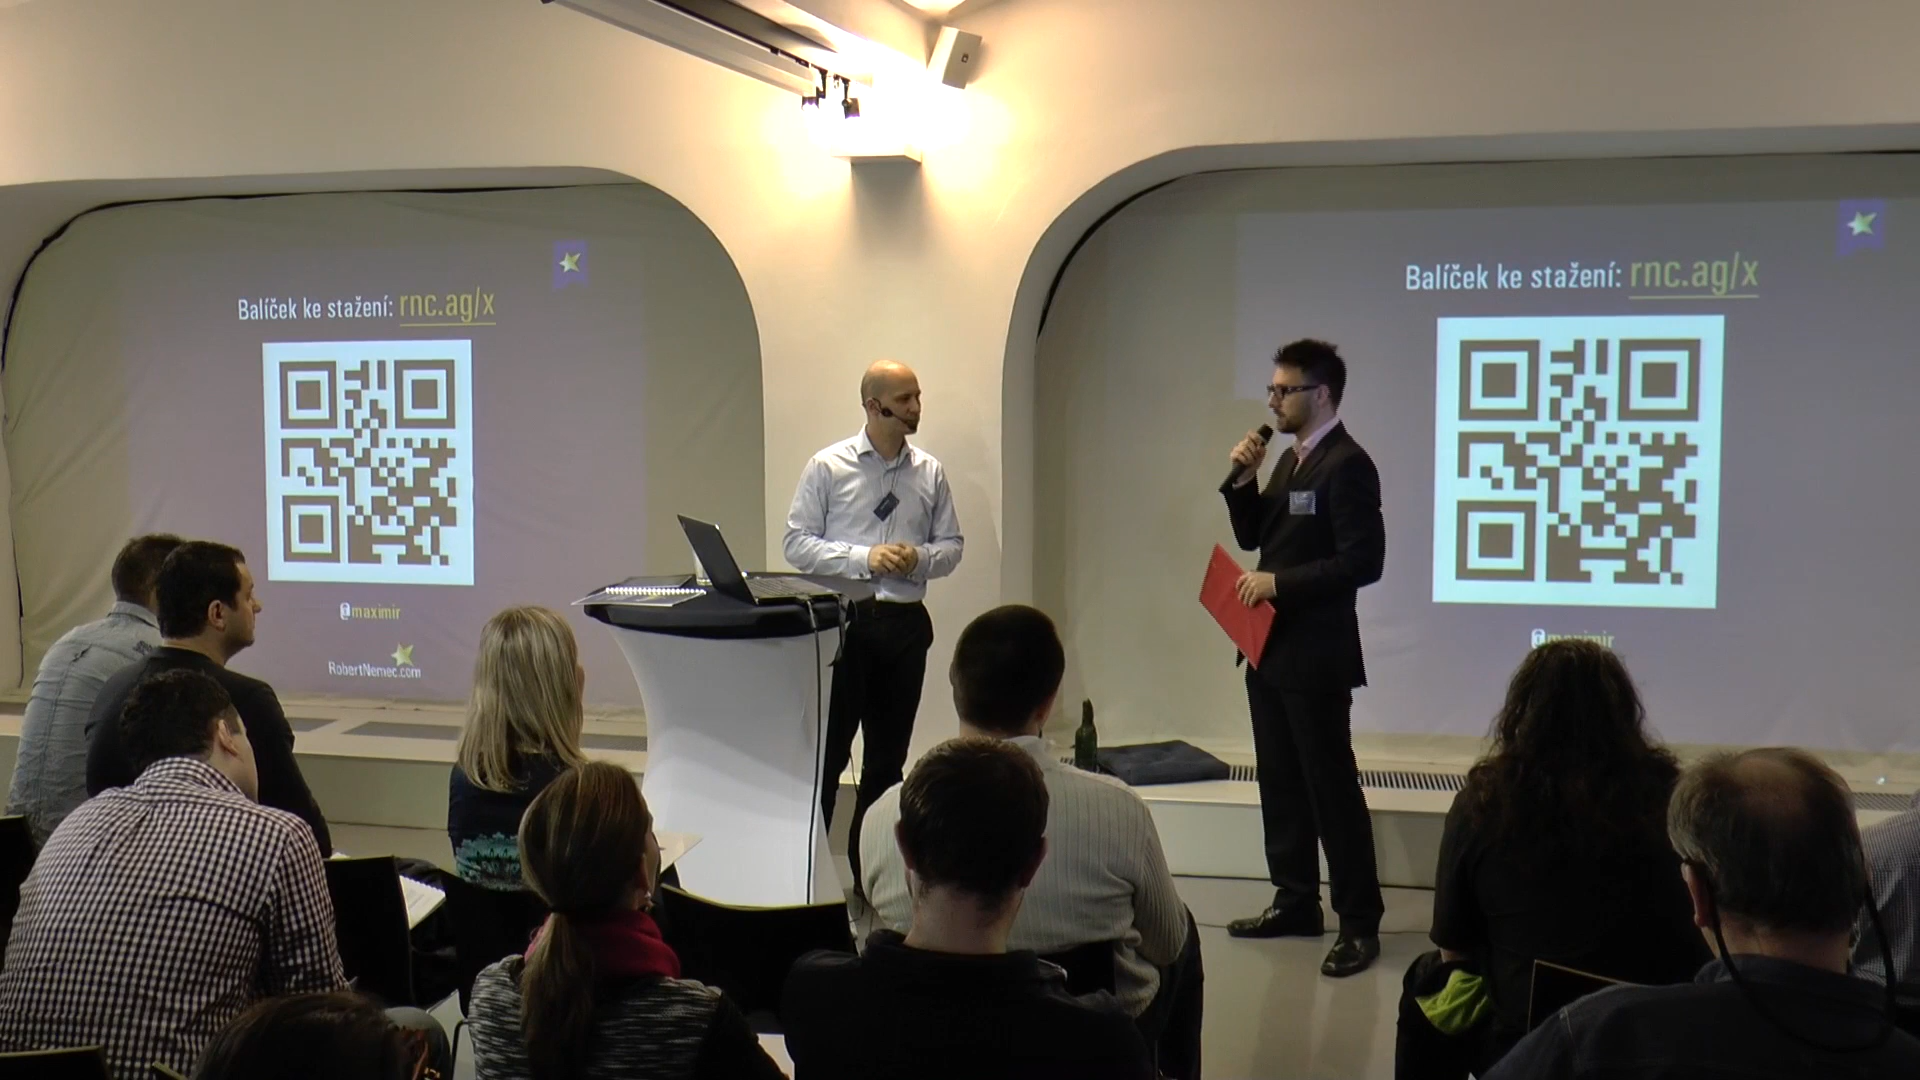 Balíček ke stažení: rnc.ag/x
@maximir
RobertNemec.com
Balíček ke stažení: rnc.ag/x
@maximir